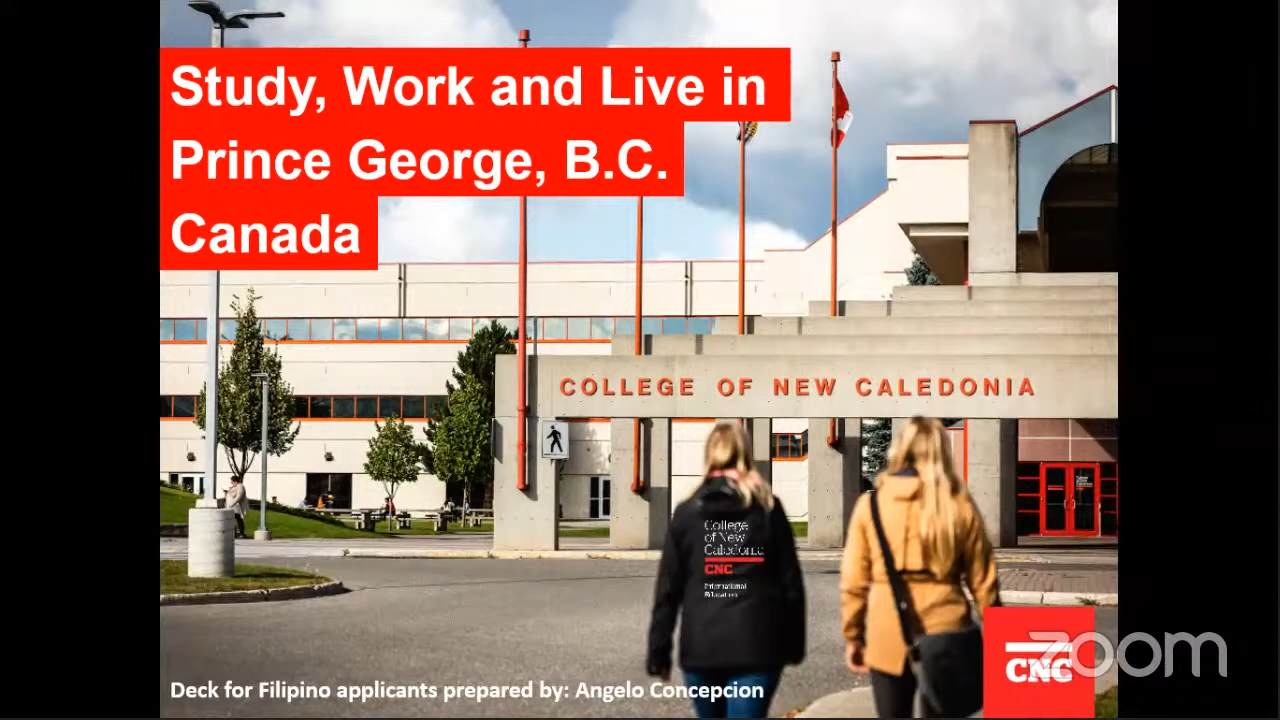 Study, Work and Live in
Prince George, B.C.
Canada
COLLEGE OF NEW CALEDONIA
College
of New
Caledonia
CNC
International
Education
Deck for Filipino applicants prepared by: Angelo Concepcion
CNC
zoom